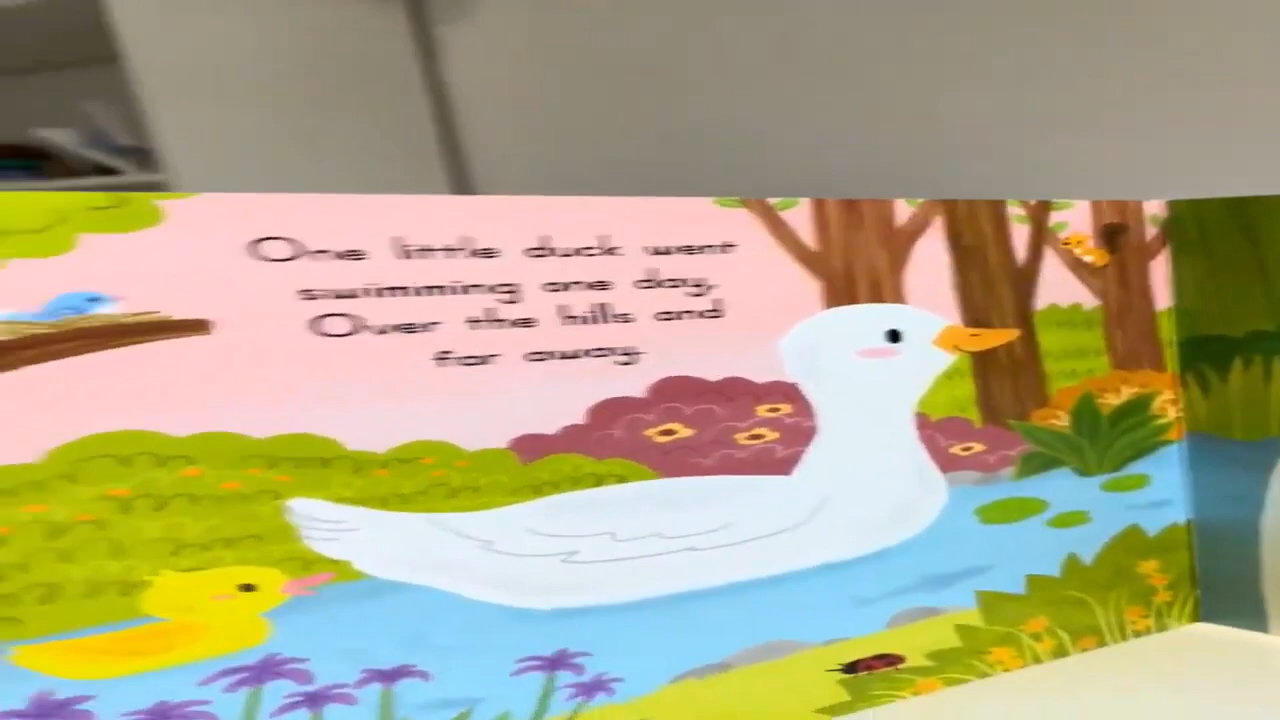 One little duck went
swimming one day,
Over the hills and
far away.